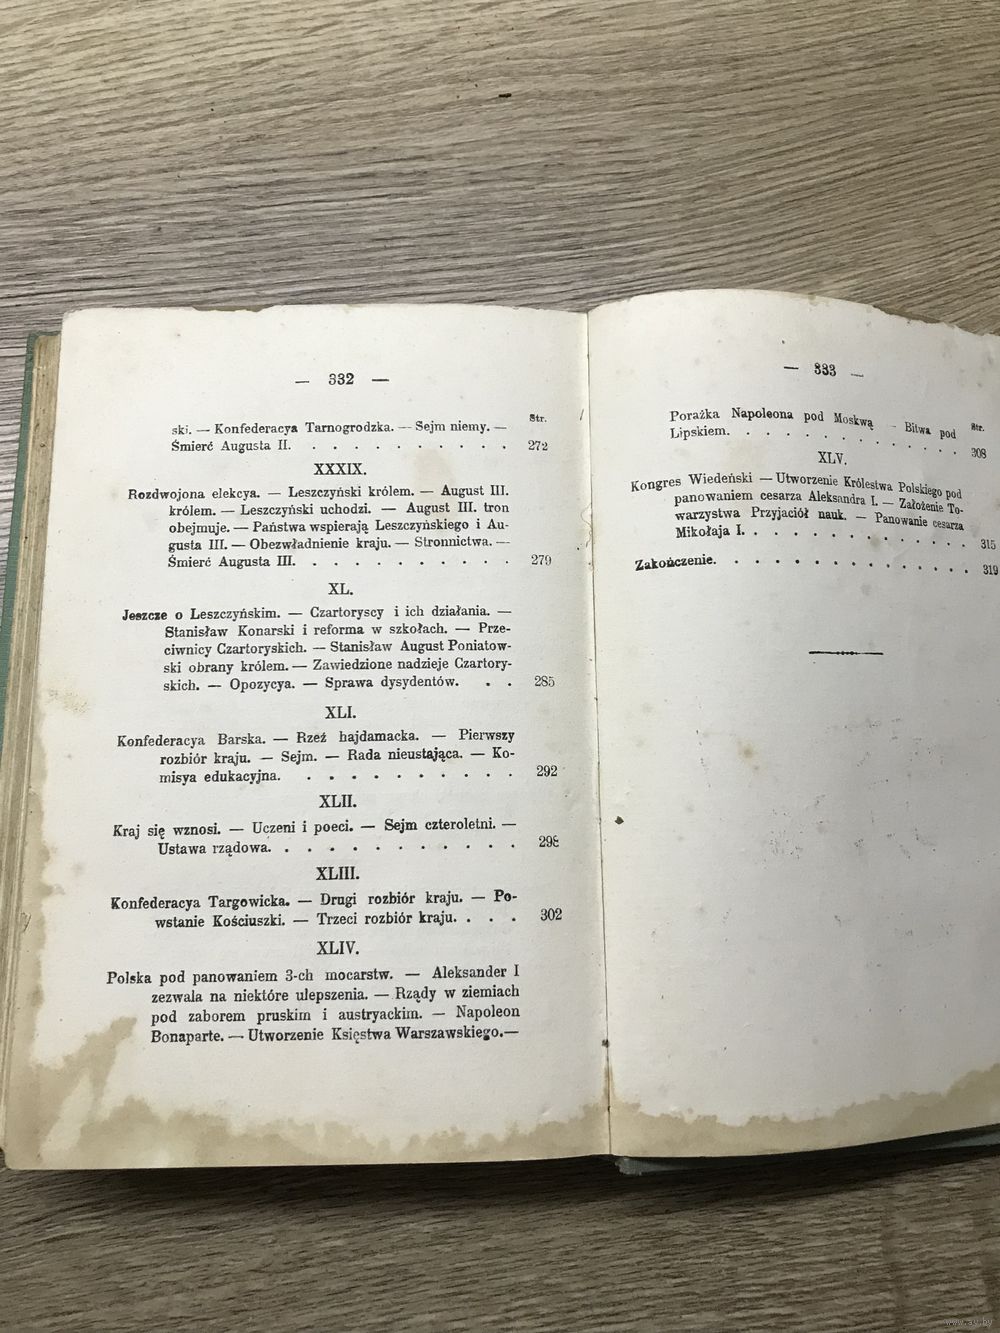 — 332 —
Str.
ski. — Konfederacya Tarnogrodzka. — Sejm niemy. —
Śmierć Augusta II. . . . . . . . . . 272
XXXIX.
Rozdwojona elekcya. — Leszczyński królem. — August III.
królem. — Leszczyński uchodzi. — August III. tron
obejmuje. — Państwa wspierają Leszczyńskiego i Au-
gusta III. — Obezwładnienie kraju. — Stronnictwa. —
Śmierć Augusta III. . . . . . . . . . 279
XL.
Jeszcze o Leszczyńskim. — Czartoryscy i ich działania. —
Stanisław Konarski i reforma w szkołach. — Prze-
ciwnicy Czartoryskich. — Stanisław August Poniatow-
ski obrany królem. — Zawiedzione nadzieje Czartory-
skich. — Opozycya. — Sprawa dysydentów. . . 285
XLI.
Konfederacya Barska. — Rzeź hajdamacka. — Pierwszy
rozbiór kraju. — Sejm. — Rada nieustająca. — Ko-
misya edukacyjna. . . . . . . . . . . 292
XLII.
Kraj się wznosi. — Uczeni i poeci. — Sejm czteroletni. —
Ustawa rządowa. . . . . . . . . . . . 298
XLIII.
Konfederacya Targowicka. — Drugi rozbiór kraju. — Po-
wstanie Kościuszki. — Trzeci rozbiór kraju. . . . 302
XLIV.
Polska pod panowaniem 3-ch mocarstw. — Aleksander I
zezwala na niektóre ulepszenia. — Rządy w ziemiach
pod zaborem pruskim i austryackim. — Napoleon
Bonaparte. — Utworzenie Księstwa Warszawskiego.—
— 333 —
Str.
Porażka Napoleona pod Moskwą — Bitwa pod
Lipskiem. . . . . . . . . . . . 308
XLV.
Kongres Wiedeński — Utworzenie Królestwa Polskiego pod
panowaniem cesarza Aleksandra I. — Założenie To-
warzystwa Przyjaciół nauk. — Panowanie cesarza
Mikołaja I. . . . . . . . . . . . 315
Zakończenie. . . . . . . . . . . . . 319
www.ay.by